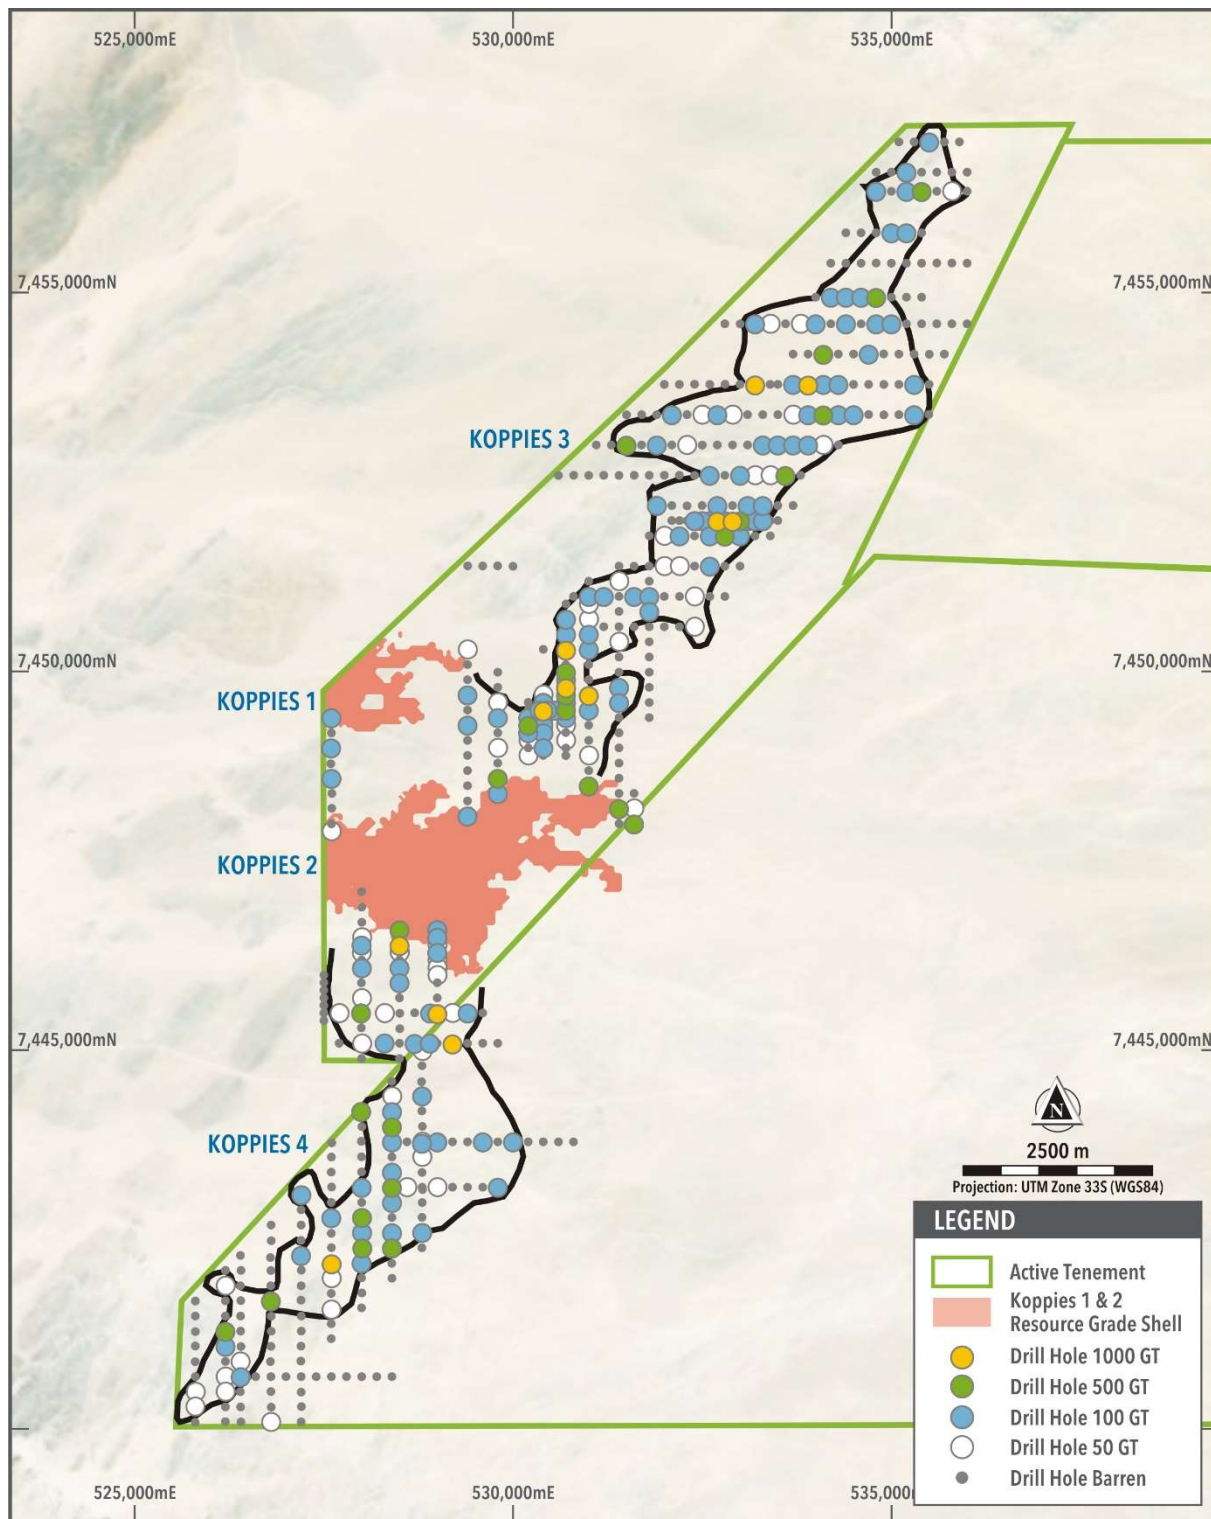 525,000mE
530,000mE
535,000mE
7,455,000mN
7,455,000mN
KOPPIES 3
7,450,000mN
7,450,000mN
KOPPIES 1
KOPPIES 2
7,445,000mN
7,445,000mN
N
KOPPIES 4
2500 m
Projection: UTM Zone 33S (WGS84)
LEGEND
Active Tenement
Koppies 1 & 2
Resource Grade Shell
Drill Hole 1000 GT
Drill Hole 500 GT
Drill Hole 100 GT
Drill Hole 50 GT
Drill Hole Barren
525,000mE
530,000mE
535,000m